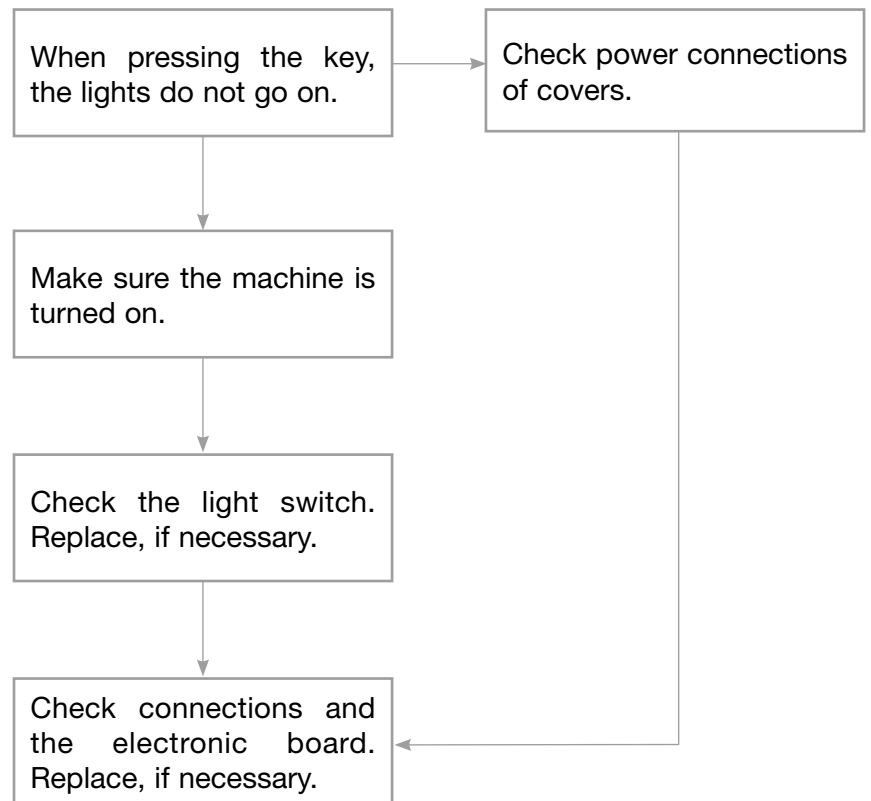 When pressing the key,
the lights do not go on.
Check power connections
of covers.
Make sure the machine is
turned on.
Check the light switch.
Replace, if necessary.
Check connections and
the electronic board.
Replace, if necessary.